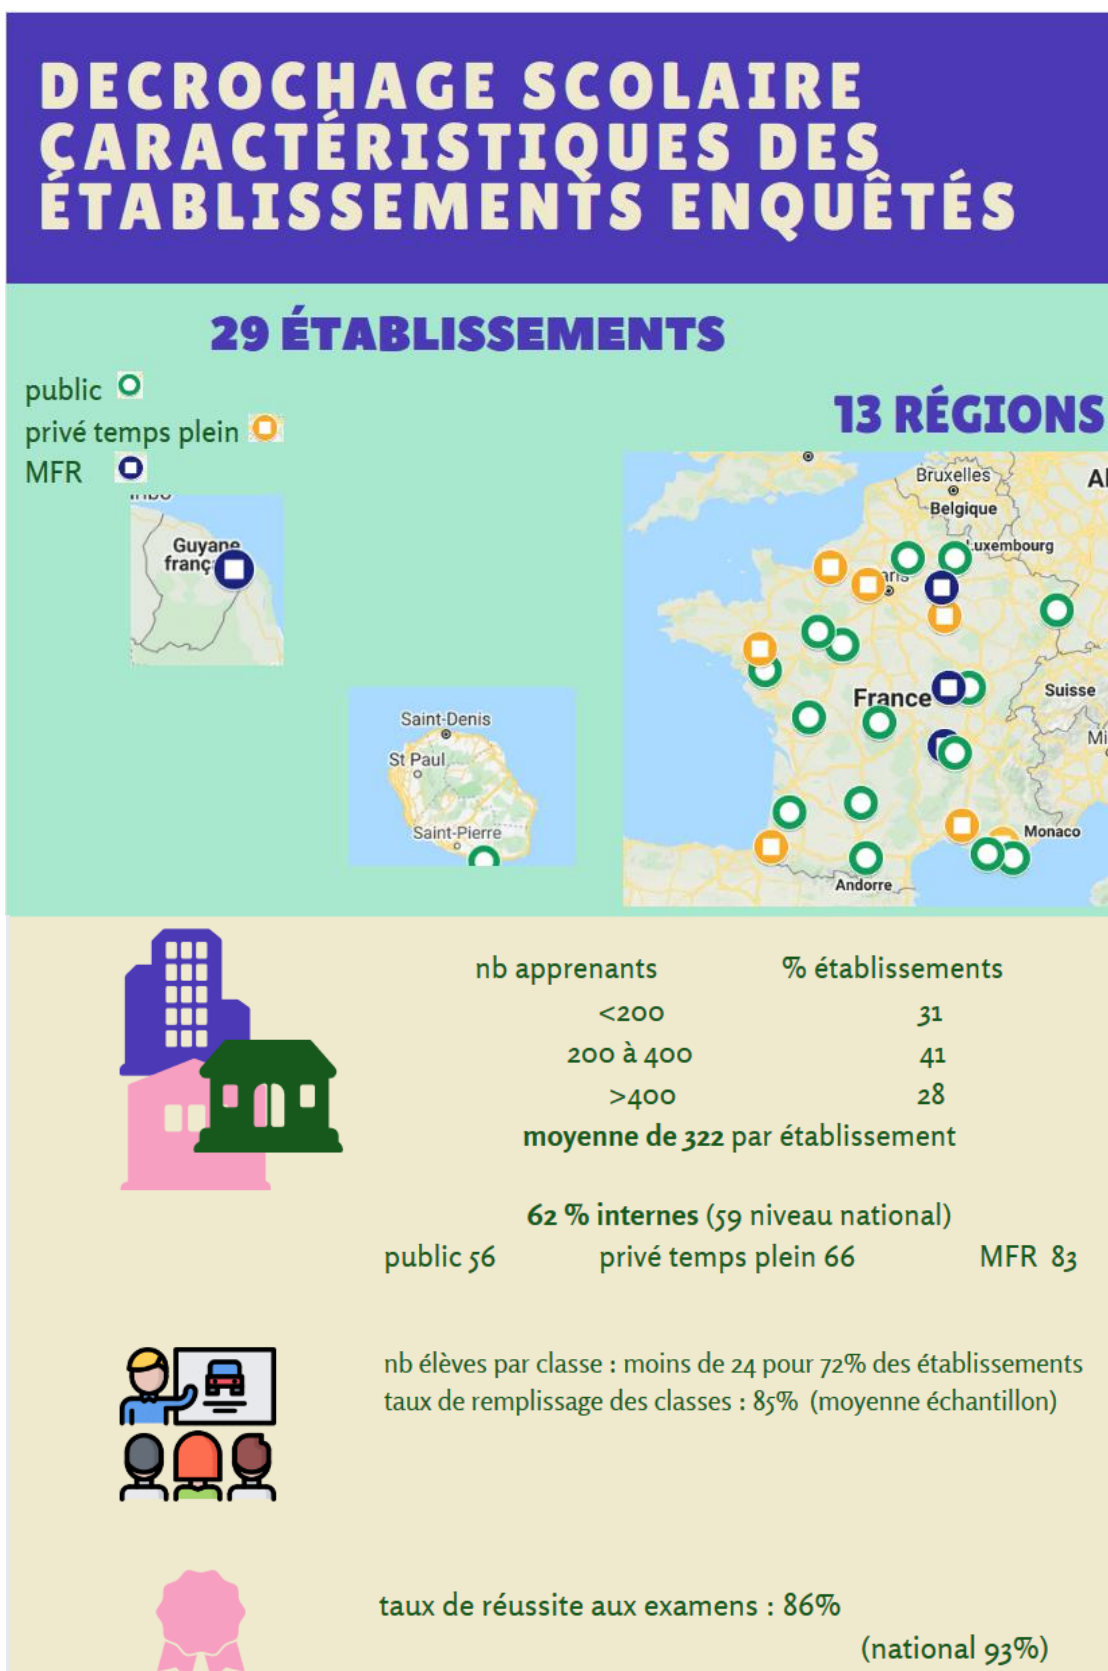 DECROCHAGE SCOLAIRE
CARACTÉRISTIQUES DES
ÉTABLISSEMENTS ENQUÊTÉS
29 ÉTABLISSEMENTS
public
privé temps plein
MFR
13 RÉGIONS
Guyane
franç
Saint-Denis
St Paul
Saint-Pierre
Bruxelles
Belgique
Luxembourg
France
Suisse
Monaco
Andorre
nb apprenants % établissements
<200 31
200 à 400 41
>400 28
moyenne de 322 par établissement
62 % internes (59 niveau national)
public 56 privé temps plein 66 MFR 83
nb élèves par classe : moins de 24 pour 72% des établissements
taux de remplissage des classes : 85% (moyenne échantillon)
taux de réussite aux examens : 86%
(national 93%)